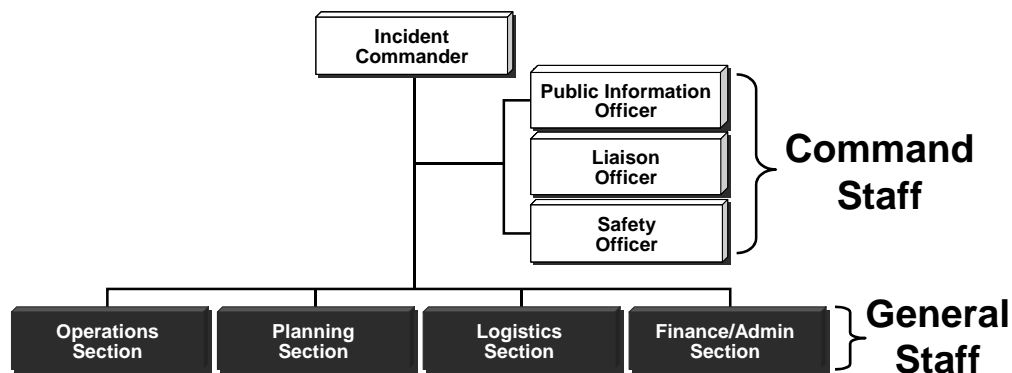 Incident
Commander
Public Information
Officer
Liaison
Officer
Safety
Officer
Command
Staff
Operations
Section
Planning
Section
Logistics
Section
Finance/Admin
Section
General
Staff